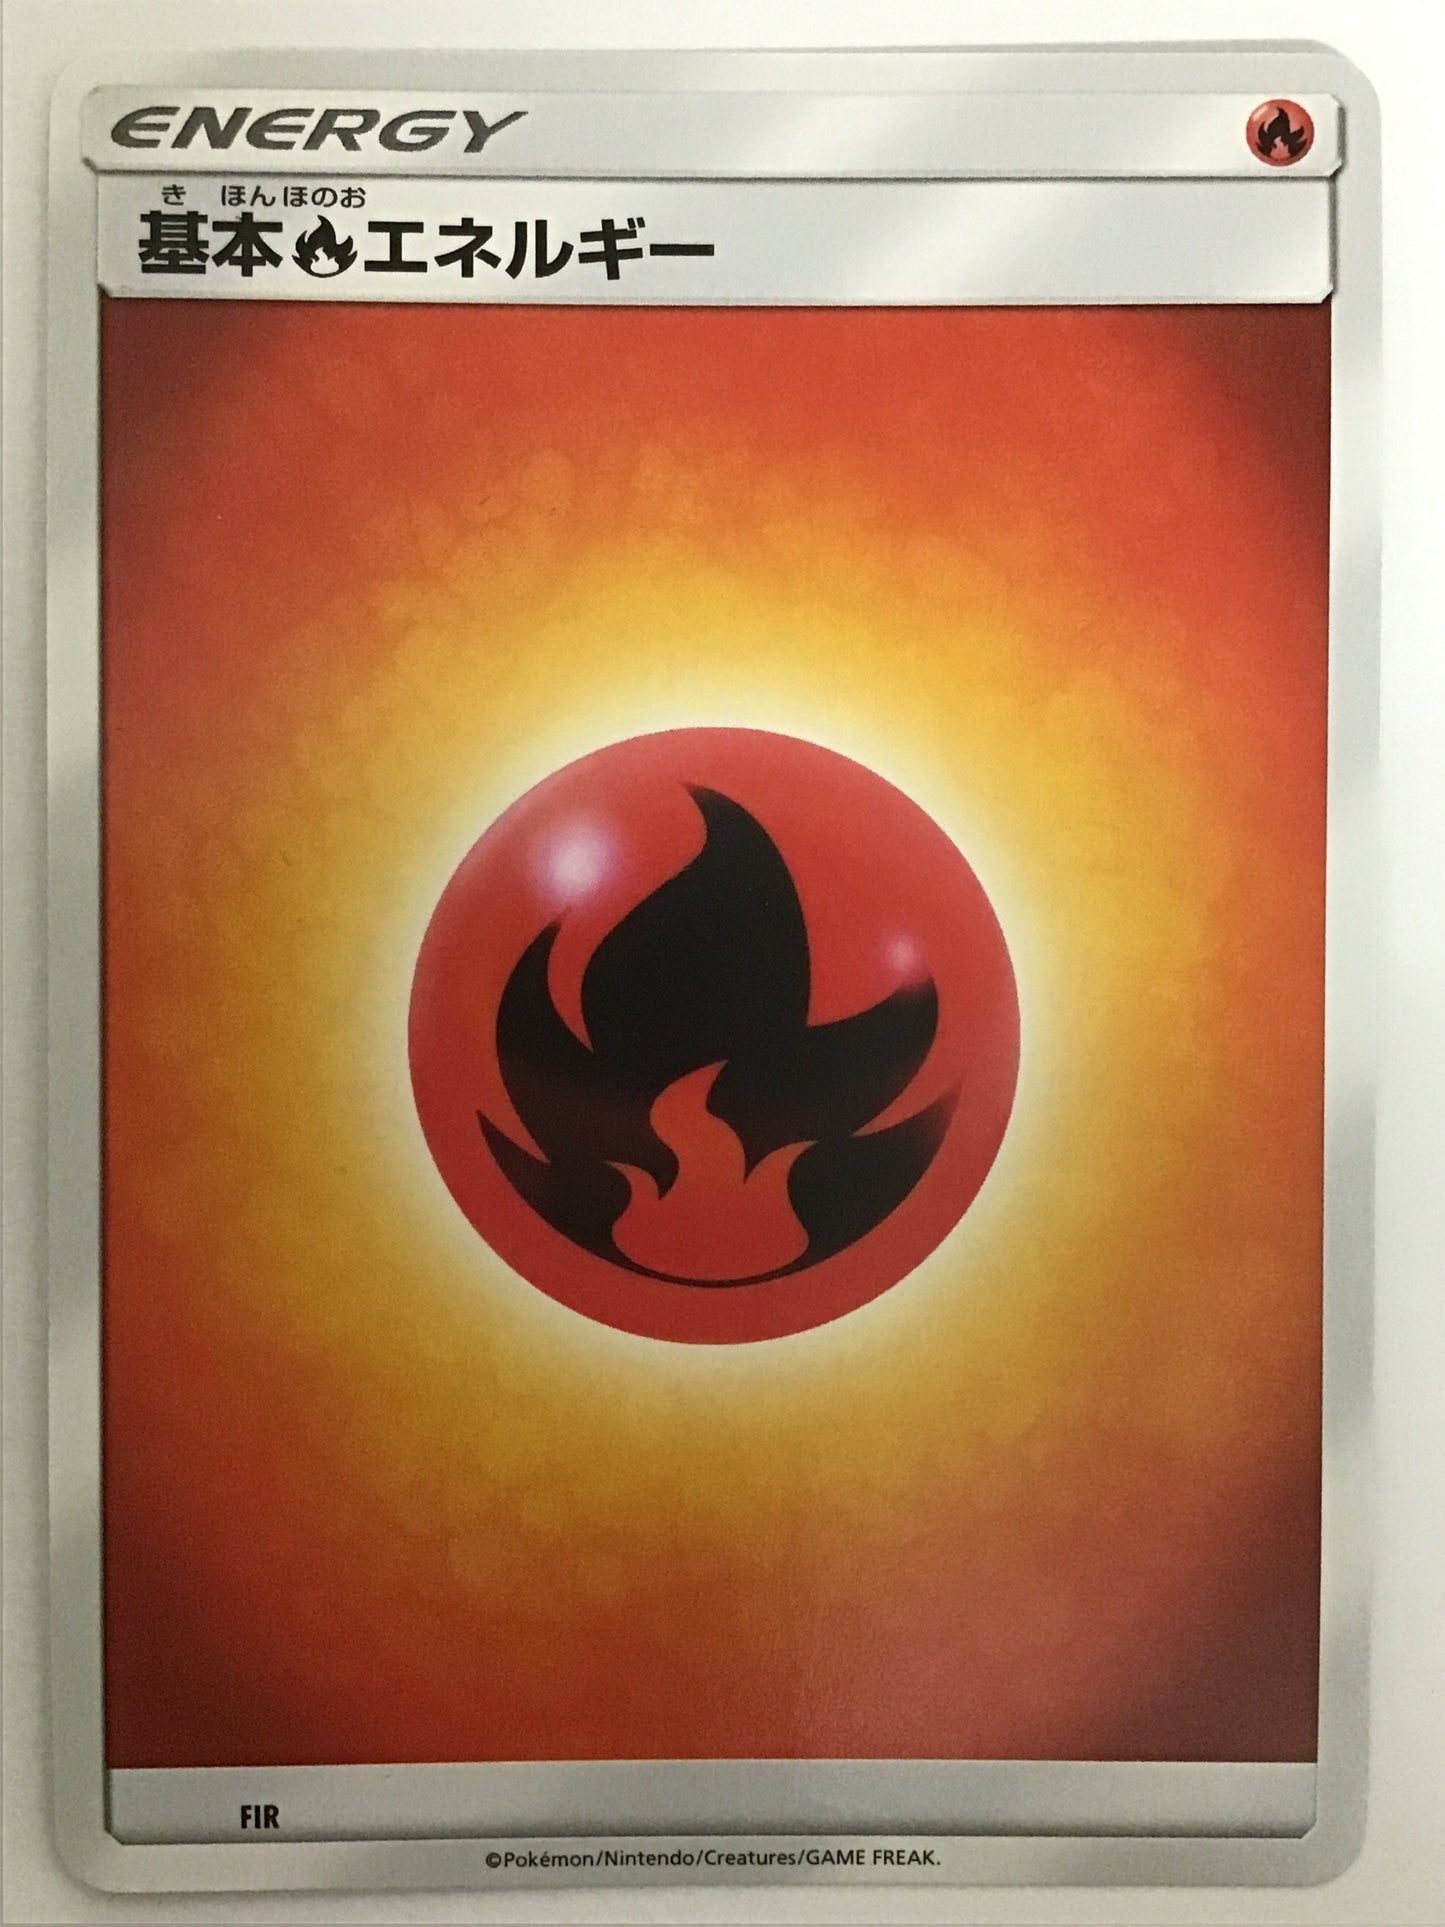 ENERGY
き ほん ほのお
基本🔥エネルギー
FIR
©Pokémon/Nintendo/Creatures/GAME FREAK.